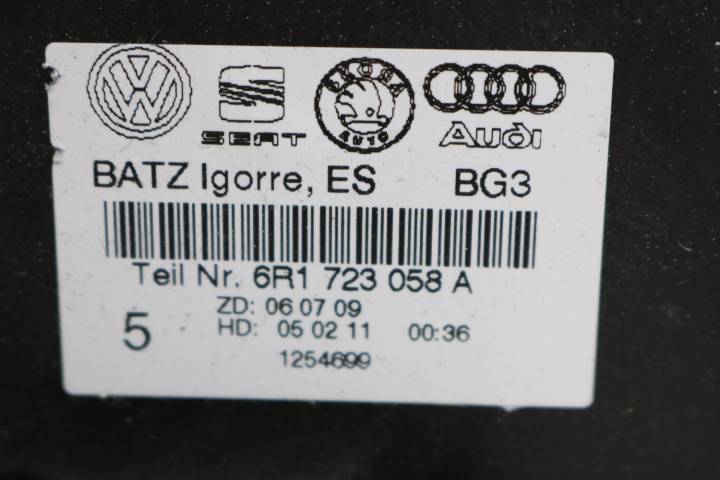 SEAT SKODA AUTO Audi
BATZ Igorre, ES BG3
Teil Nr. 6R1 723 058 A
ZD: 06 07 09
5 HD: 05 02 11 00:36
1254699